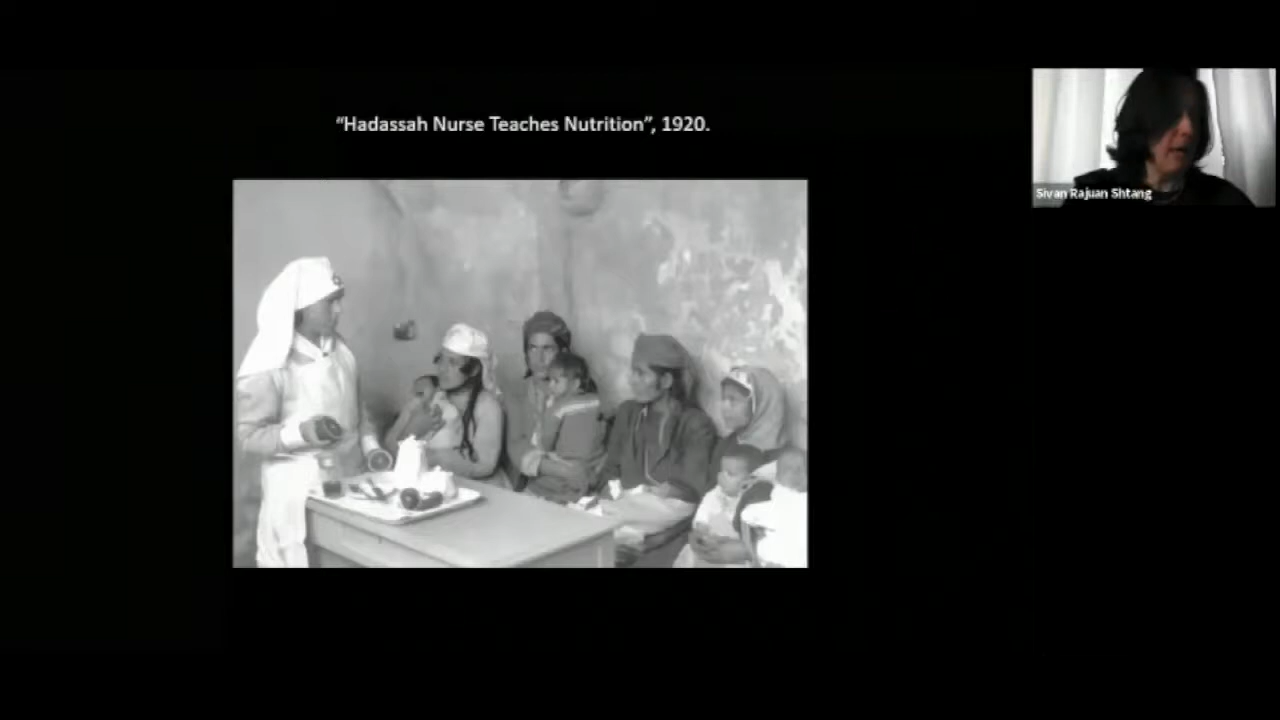 “Hadassah Nurse Teaches Nutrition”, 1920.
Sivan Rajuan Shtang